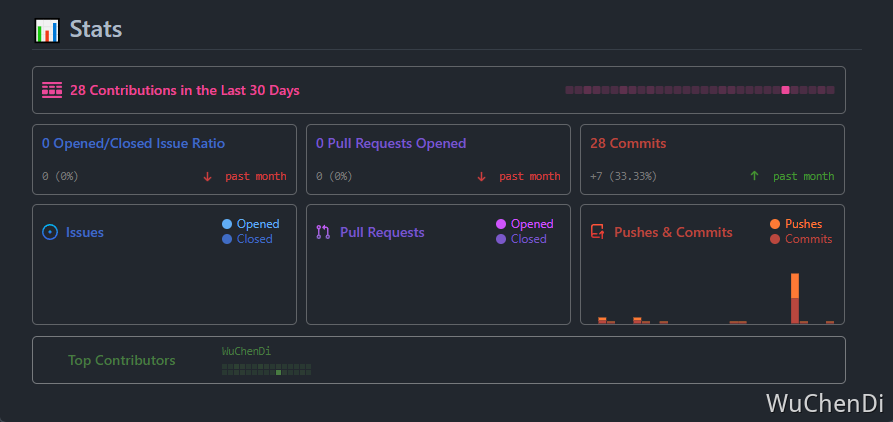 Stats
28 Contributions in the Last 30 Days
0 Opened/Closed Issue Ratio
0 (0%) ↓ past month
0 Pull Requests Opened
0 (0%) ↓ past month
28 Commits
+7 (33.33%) ↑ past month
Issues
Opened
Closed
Pull Requests
Opened
Closed
Pushes & Commits
Pushes
Commits
Top Contributors
WuChenDi
WuChenDi